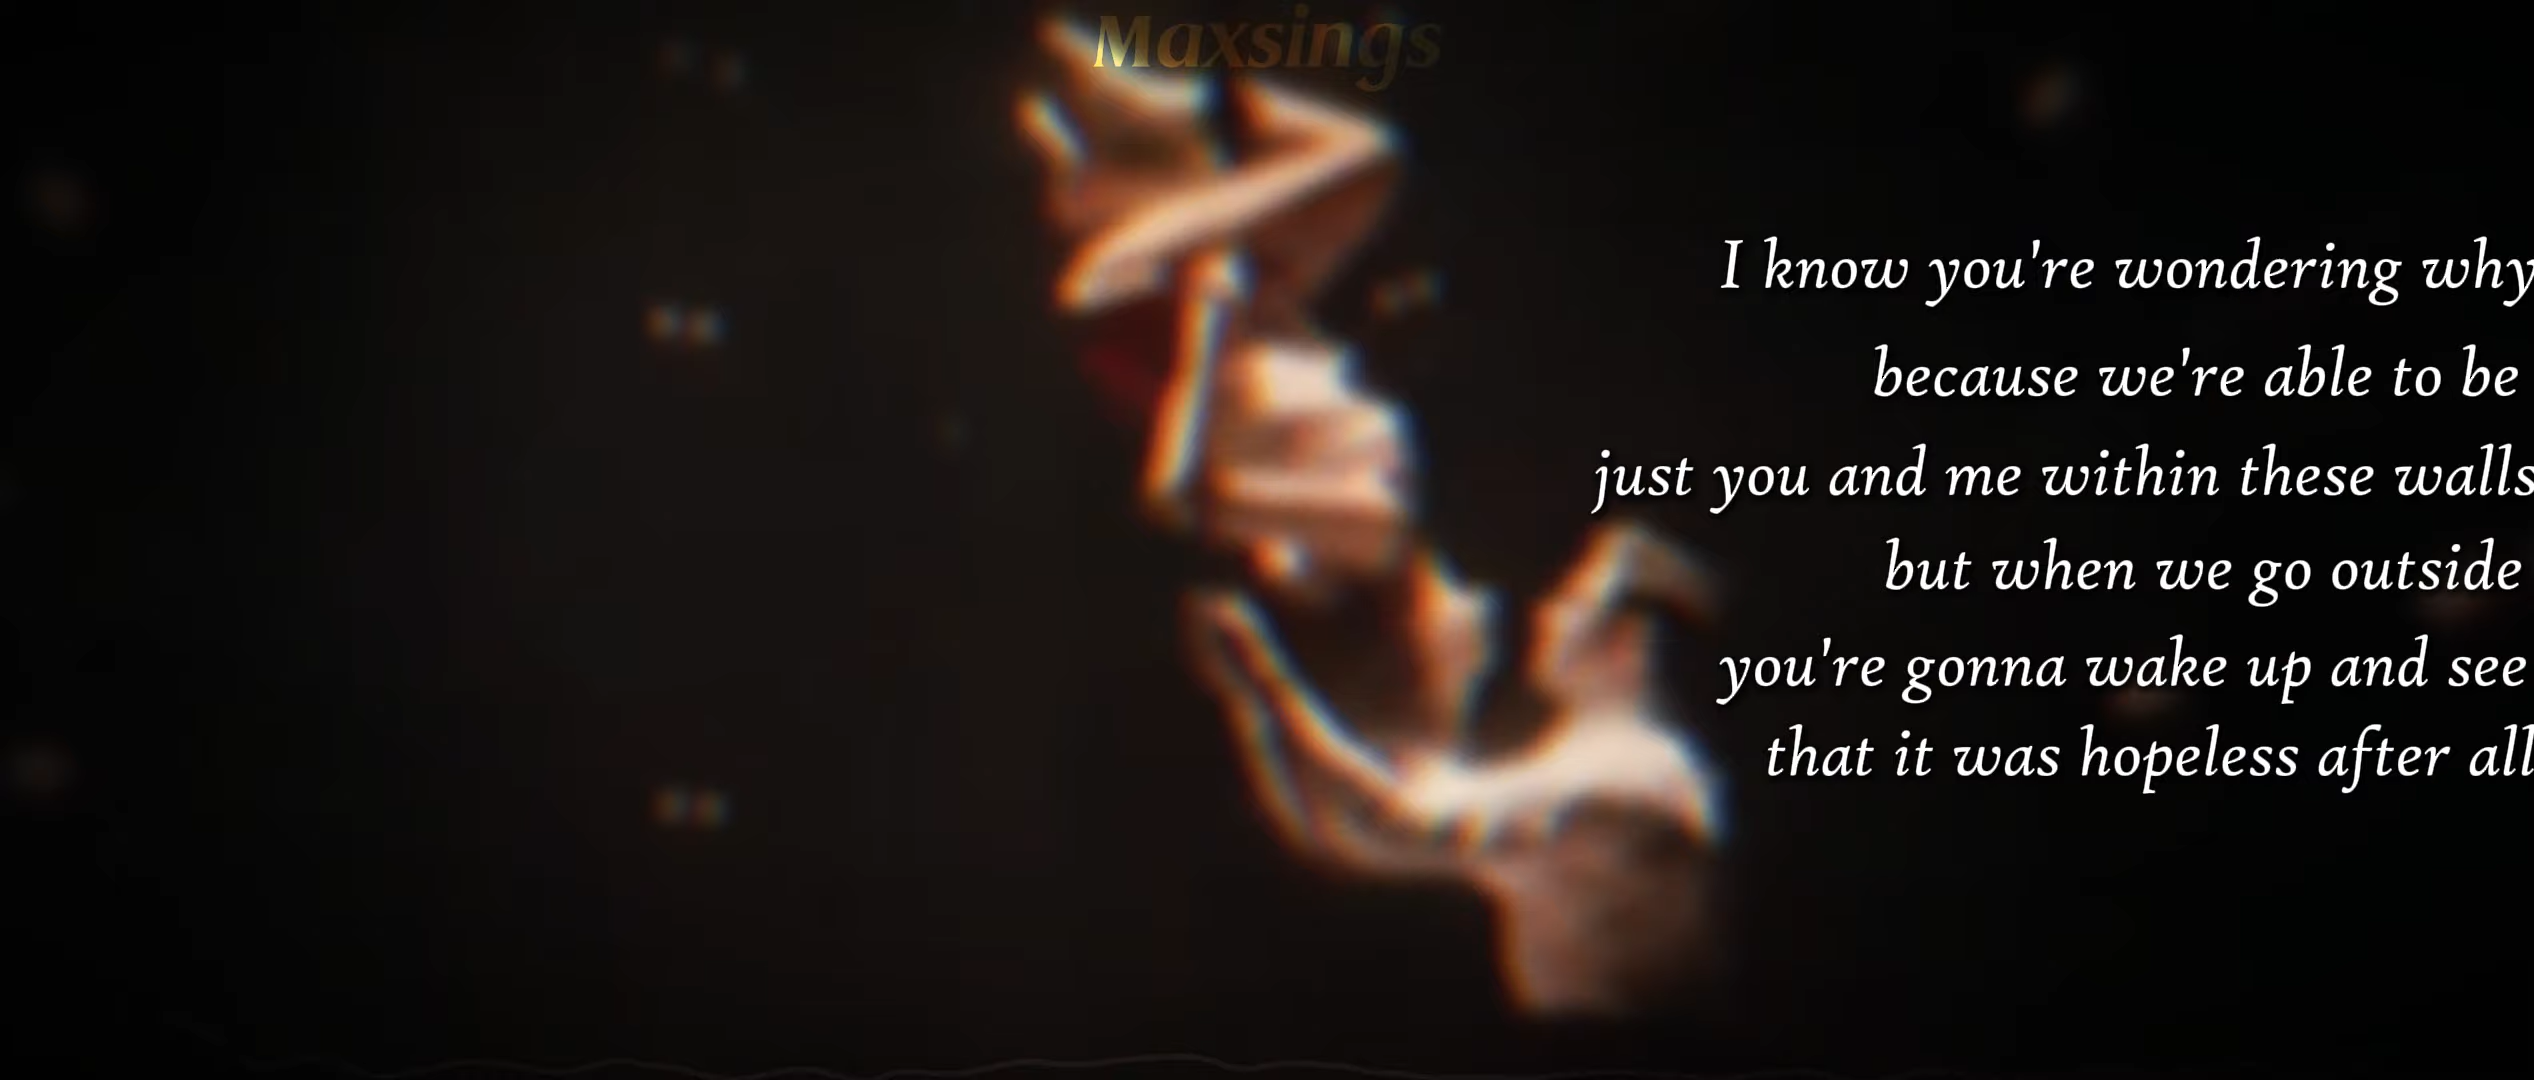 Maxsings
I know you're wondering why
because we're able to be
just you and me within these walls
but when we go outside
you're gonna wake up and see
that it was hopeless after all